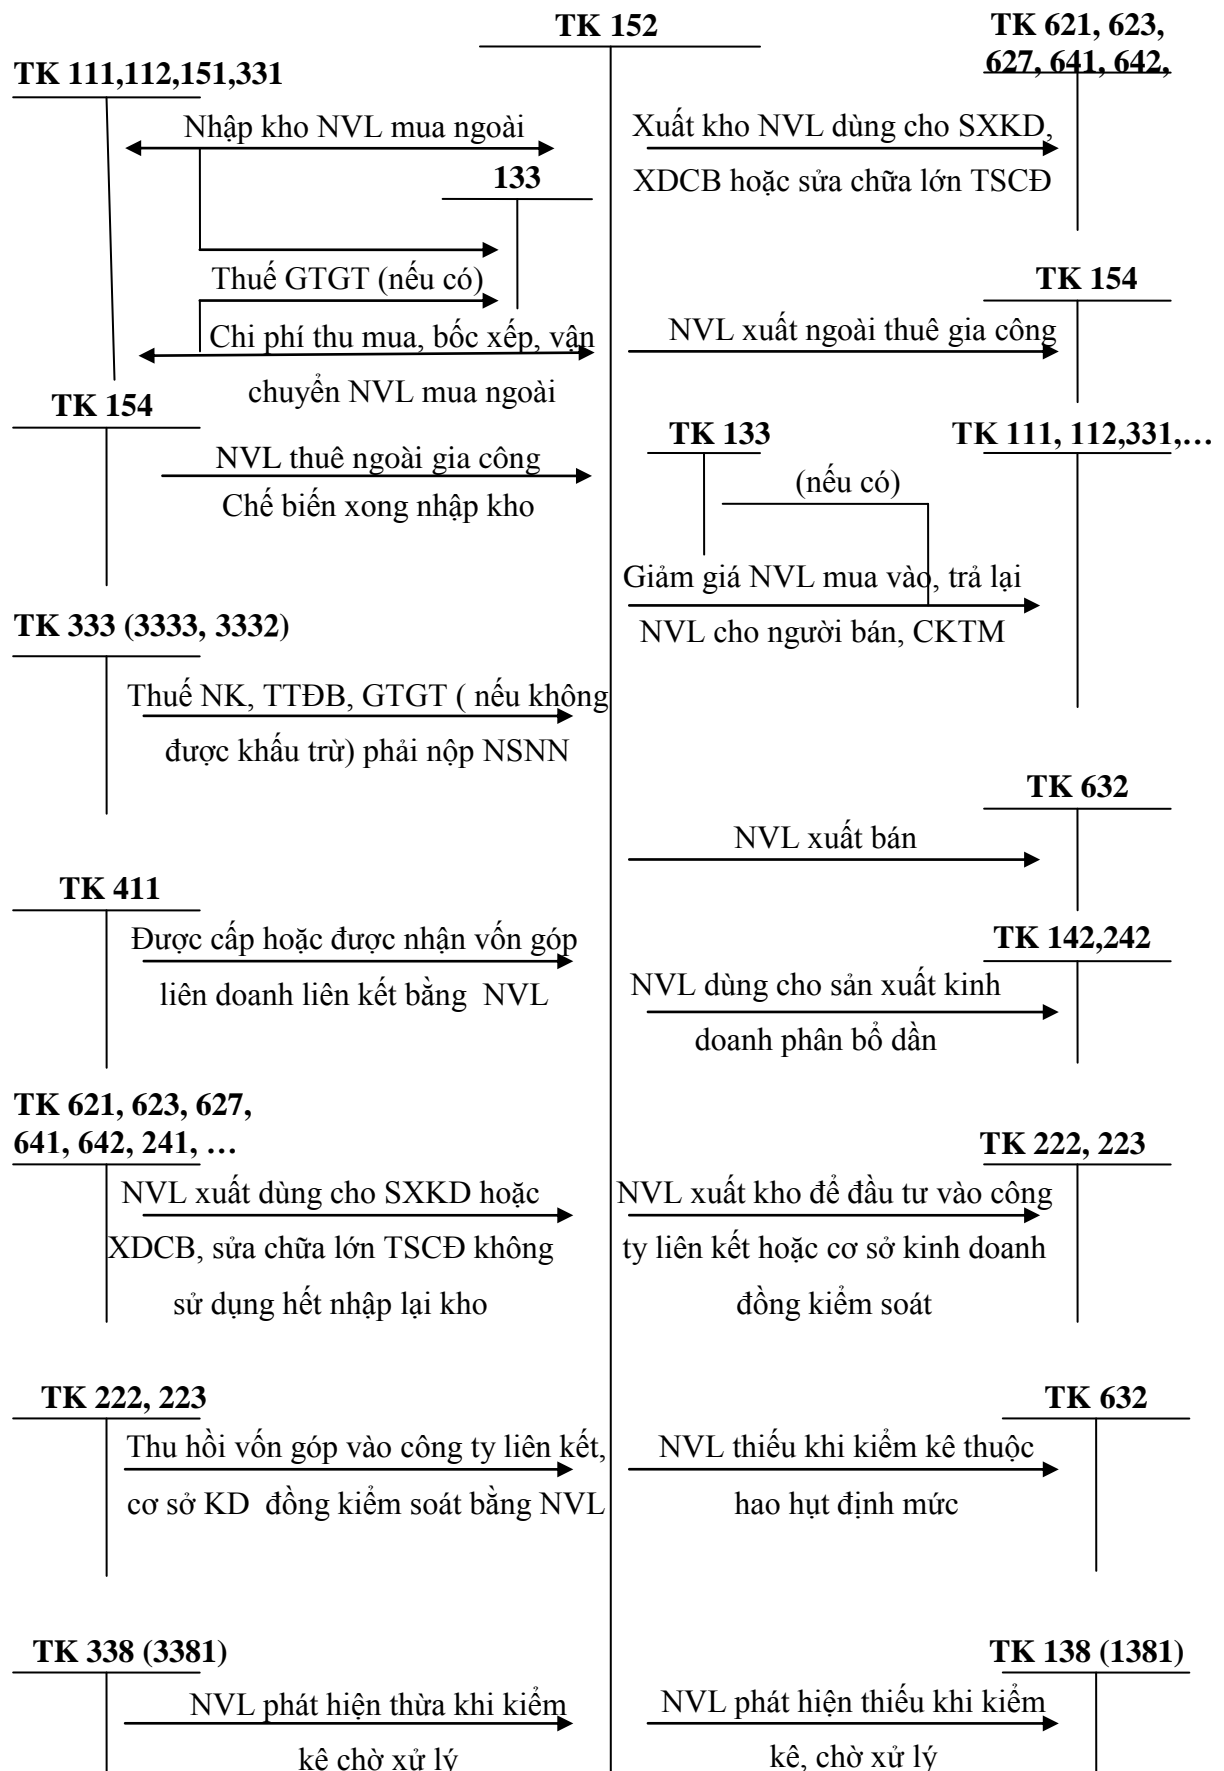 TK 152
TK 621, 623,
627, 641, 642,
TK 111,112,151,331
Nhập kho NVL mua ngoài
Xuất kho NVL dùng cho SXKD,
XDCB hoặc sửa chữa lớn TSCĐ
133
Thuế GTGT (nếu có)
Chi phí thu mua, bốc xếp, vận
chuyển NVL mua ngoài
TK 154
NVL xuất ngoài thuê gia công
TK 154
NVL thuê ngoài gia công
Chế biến xong nhập kho
TK 133
TK 111, 112,331,…
(nếu có)
Giảm giá NVL mua vào, trả lại
NVL cho người bán, CKTM
TK 333 (3333, 3332)
Thuế NK, TTĐB, GTGT ( nếu không
được khấu trừ) phải nộp NSNN
TK 632
NVL xuất bán
TK 411
Được cấp hoặc được nhận vốn góp
liên doanh liên kết bằng NVL
TK 142,242
NVL dùng cho sản xuất kinh
doanh phân bổ dần
TK 621, 623, 627,
641, 642, 241, …
NVL xuất dùng cho SXKD hoặc
XDCB, sửa chữa lớn TSCĐ không
sử dụng hết nhập lại kho
TK 222, 223
NVL xuất kho để đầu tư vào công
ty liên kết hoặc cơ sở kinh doanh
đồng kiểm soát
TK 222, 223
Thu hồi vốn góp vào công ty liên kết,
cơ sở KD đồng kiểm soát bằng NVL
TK 632
NVL thiếu khi kiểm kê thuộc
hao hụt định mức
TK 338 (3381)
NVL phát hiện thừa khi kiểm
kê chờ xử lý
TK 138 (1381)
NVL phát hiện thiếu khi kiểm
kê, chờ xử lý